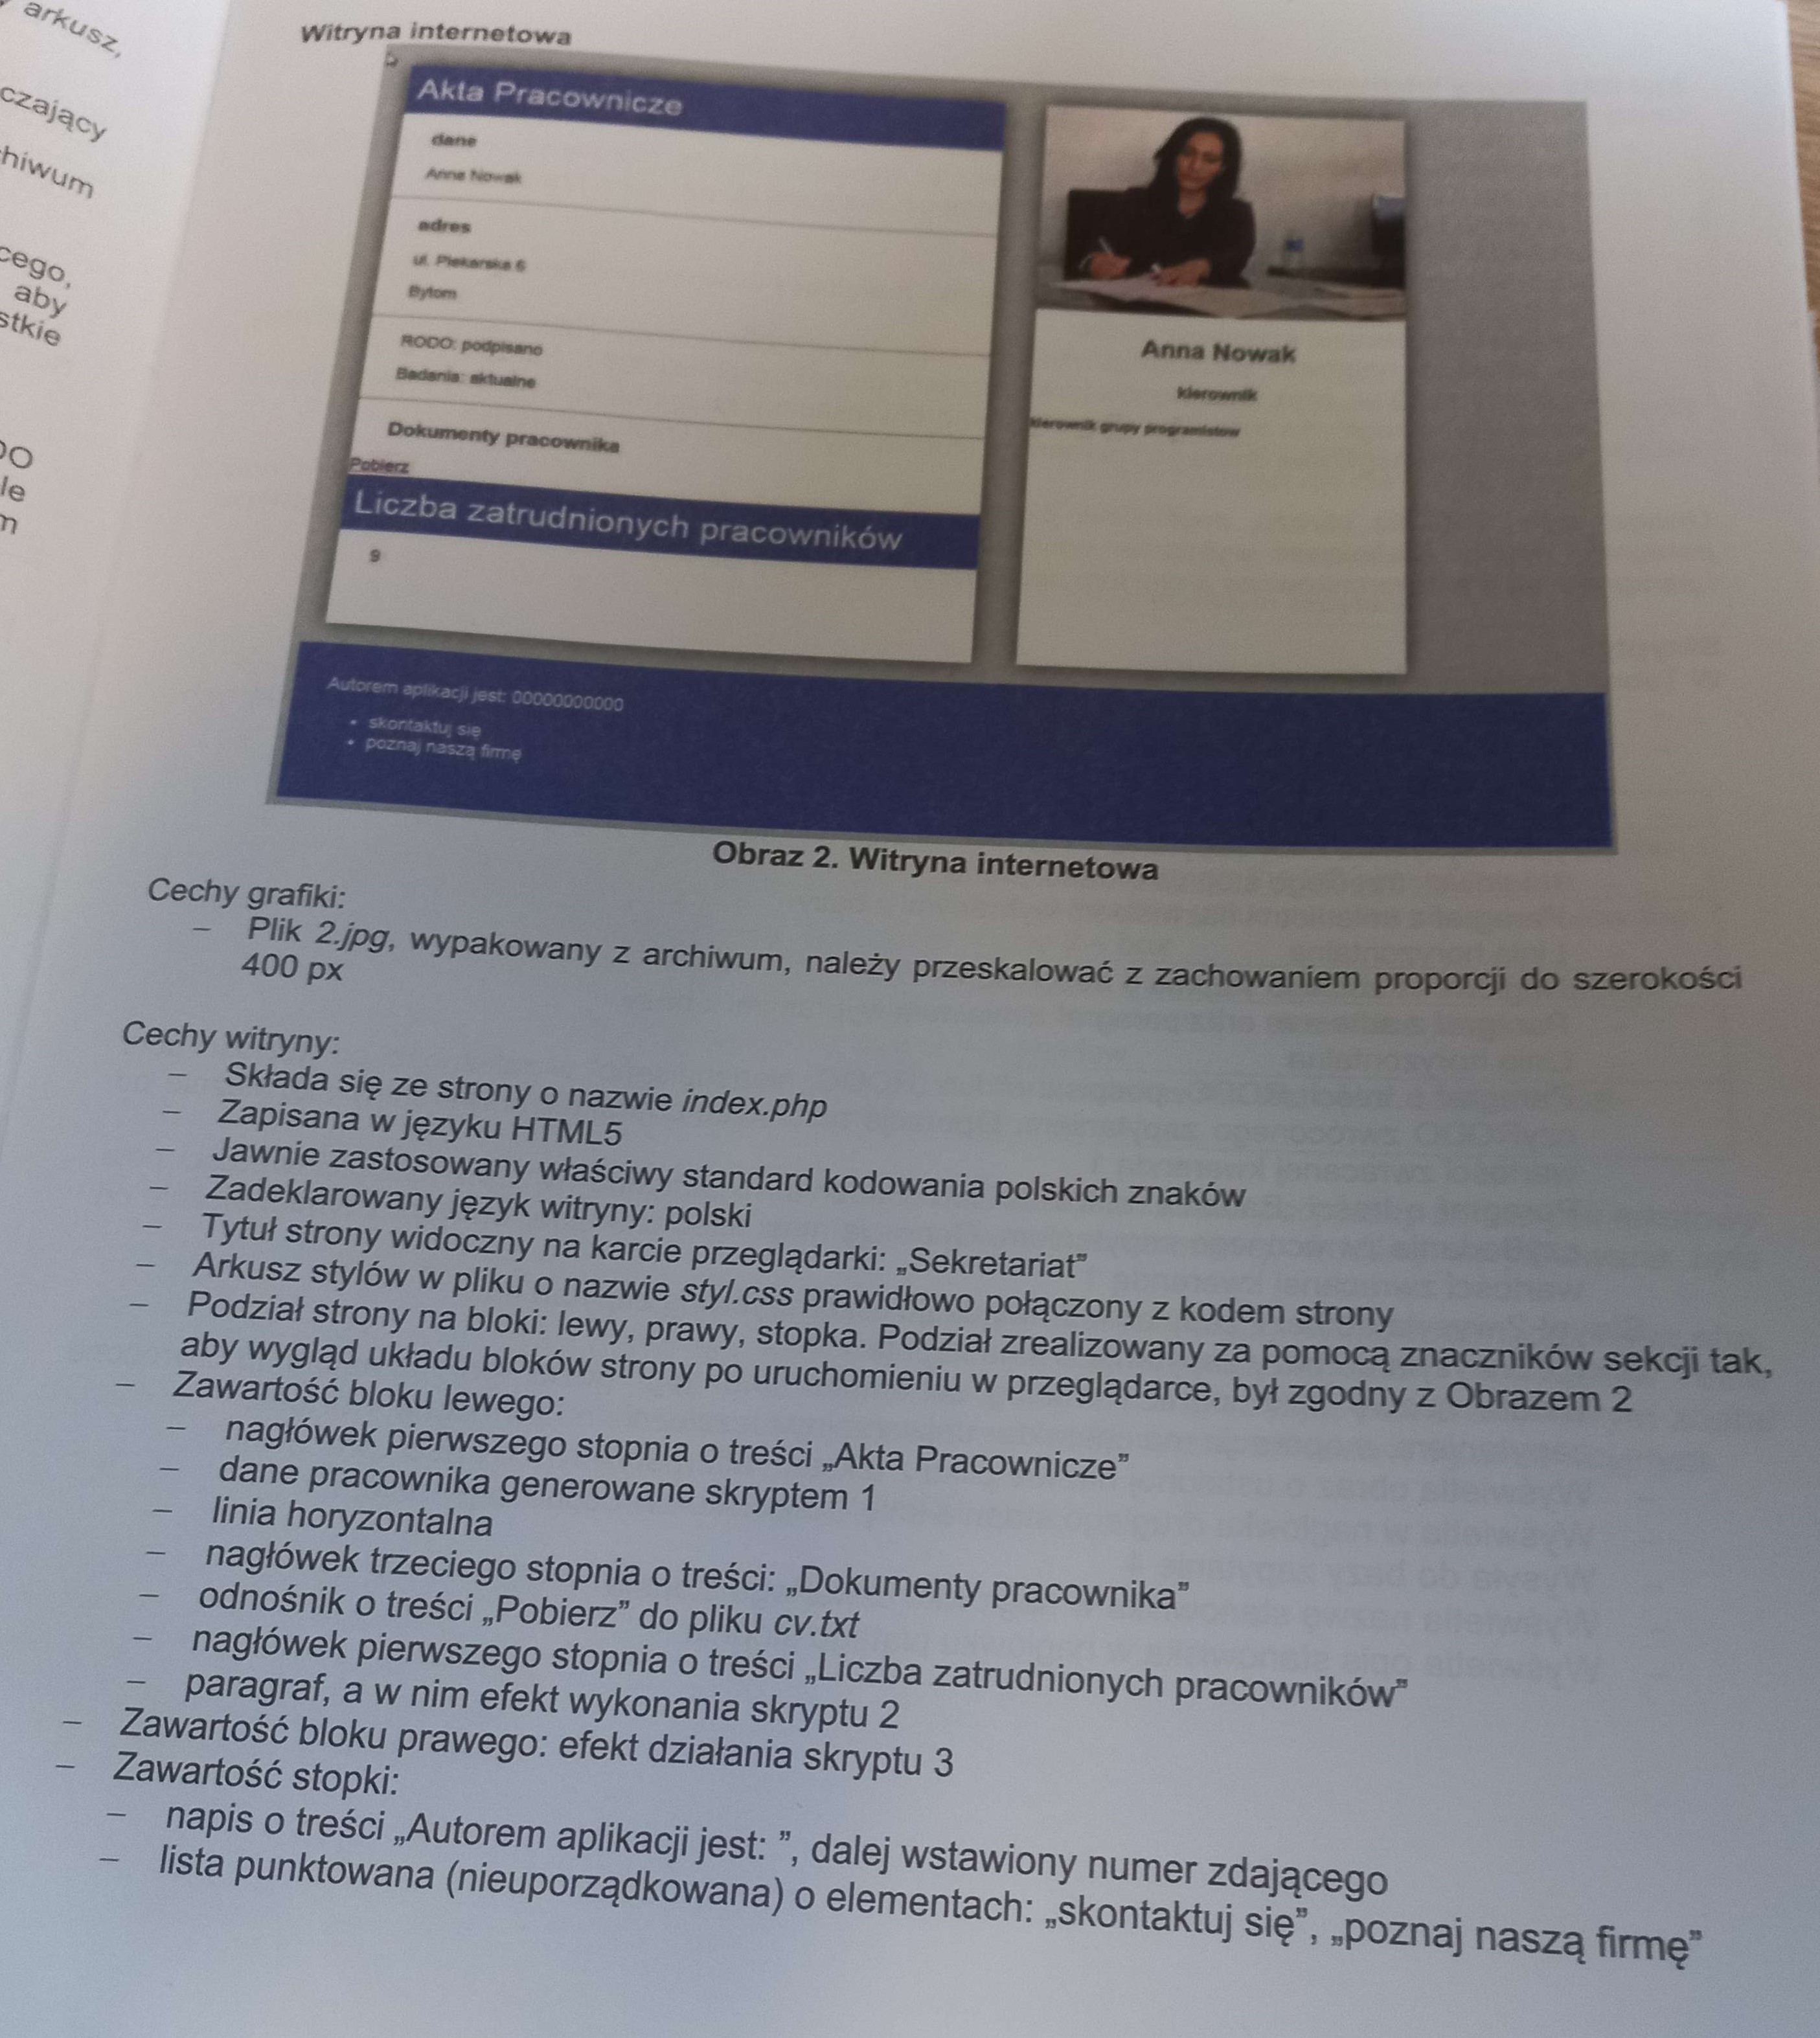 arkusz,
czający
hiwum
cego,
aby
stkie
DO
le
m
Witryna internetowa
Akta Pracownicze
dane
Anna Nowak
adres
ul. Piekarska 6
Bytom
RODO: podpisano
Badania: aktualne
Dokumenty pracownika
Pobierz
Liczba zatrudnionych pracowników
9
Anna Nowak
kierownik
kierownik grupy programistow
Autorem aplikacji jest: 00000000000
• skontaktuj się
• poznaj naszą firmę
Obraz 2. Witryna internetowa
Cechy grafiki:
– Plik 2.jpg, wypakowany z archiwum, należy przeskalować z zachowaniem proporcji do szerokości
400 px
Cechy witryny:
– Składa się ze strony o nazwie index.php
– Zapisana w języku HTML5
– Jawnie zastosowany właściwy standard kodowania polskich znaków
– Zadeklarowany język witryny: polski
– Tytuł strony widoczny na karcie przeglądarki: „Sekretariat”
– Arkusz stylów w pliku o nazwie styl.css prawidłowo połączony z kodem strony
– Podział strony na bloki: lewy, prawy, stopka. Podział zrealizowany za pomocą znaczników sekcji tak,
aby wygląd układu bloków strony po uruchomieniu w przeglądarce, był zgodny z Obrazem 2
– Zawartość bloku lewego:
– nagłówek pierwszego stopnia o treści „Akta Pracownicze”
– dane pracownika generowane skryptem 1
– linia horyzontalna
– nagłówek trzeciego stopnia o treści: „Dokumenty pracownika”
– odnośnik o treści „Pobierz” do pliku cv.txt
– nagłówek pierwszego stopnia o treści „Liczba zatrudnionych pracowników”
– paragraf, a w nim efekt wykonania skryptu 2
– Zawartość bloku prawego: efekt działania skryptu 3
– Zawartość stopki:
– napis o treści „Autorem aplikacji jest: ”, dalej wstawiony numer zdającego
– lista punktowana (nieuporządkowana) o elementach: „skontaktuj się”, „poznaj naszą firmę”